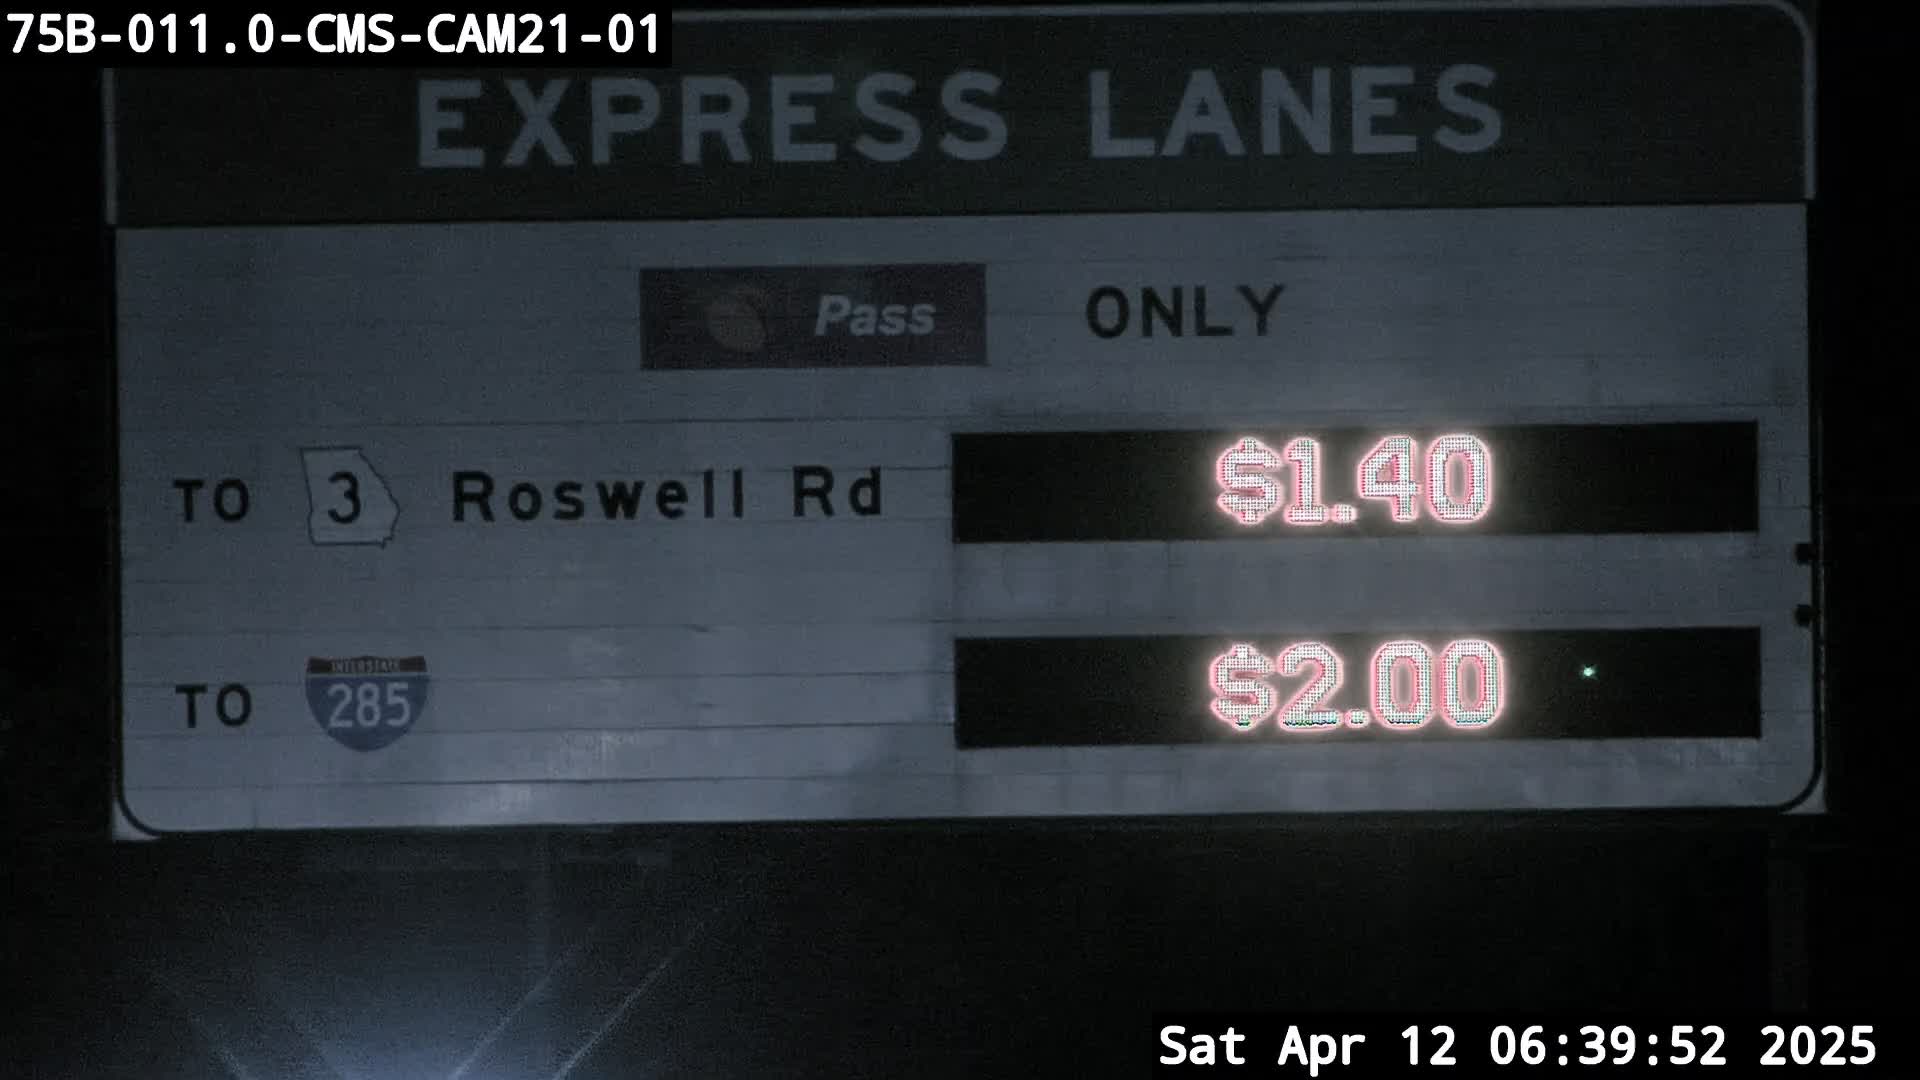 75B-011.0-CMS-CAM21-01
EXPRESS LANES
Pass ONLY
TO 3 Roswell Rd $1.40
TO INTERSTATE 285 $2.00
Sat Apr 12 06:39:52 2025